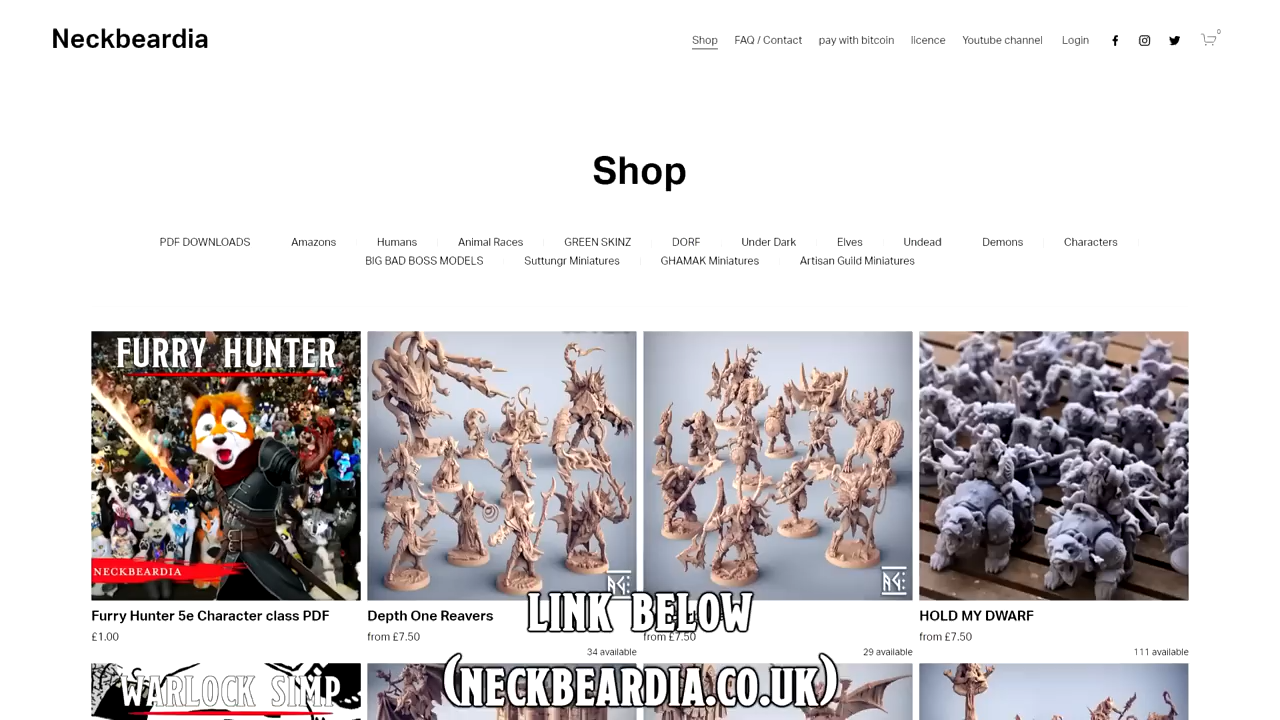 Neckbeardia
Shop FAQ / Contact pay with bitcoin licence Youtube channel Login 0
Shop
PDF DOWNLOADS Amazons Humans Animal Races GREEN SKINZ DORF Under Dark Elves Undead Demons Characters
BIG BAD BOSS MODELS Suttungr Miniatures GHAMAK Miniatures Artisan Guild Miniatures
FURRY HUNTER
NECKBEARDIA
Furry Hunter 5e Character class PDF
£1.00
Depth One Reavers
from £7.50
34 available
from £7.50
29 available
HOLD MY DWARF
from £7.50
111 available
LINK BELOW
(NECKBEARDIA.CO.UK)
WARLOCK SIMP